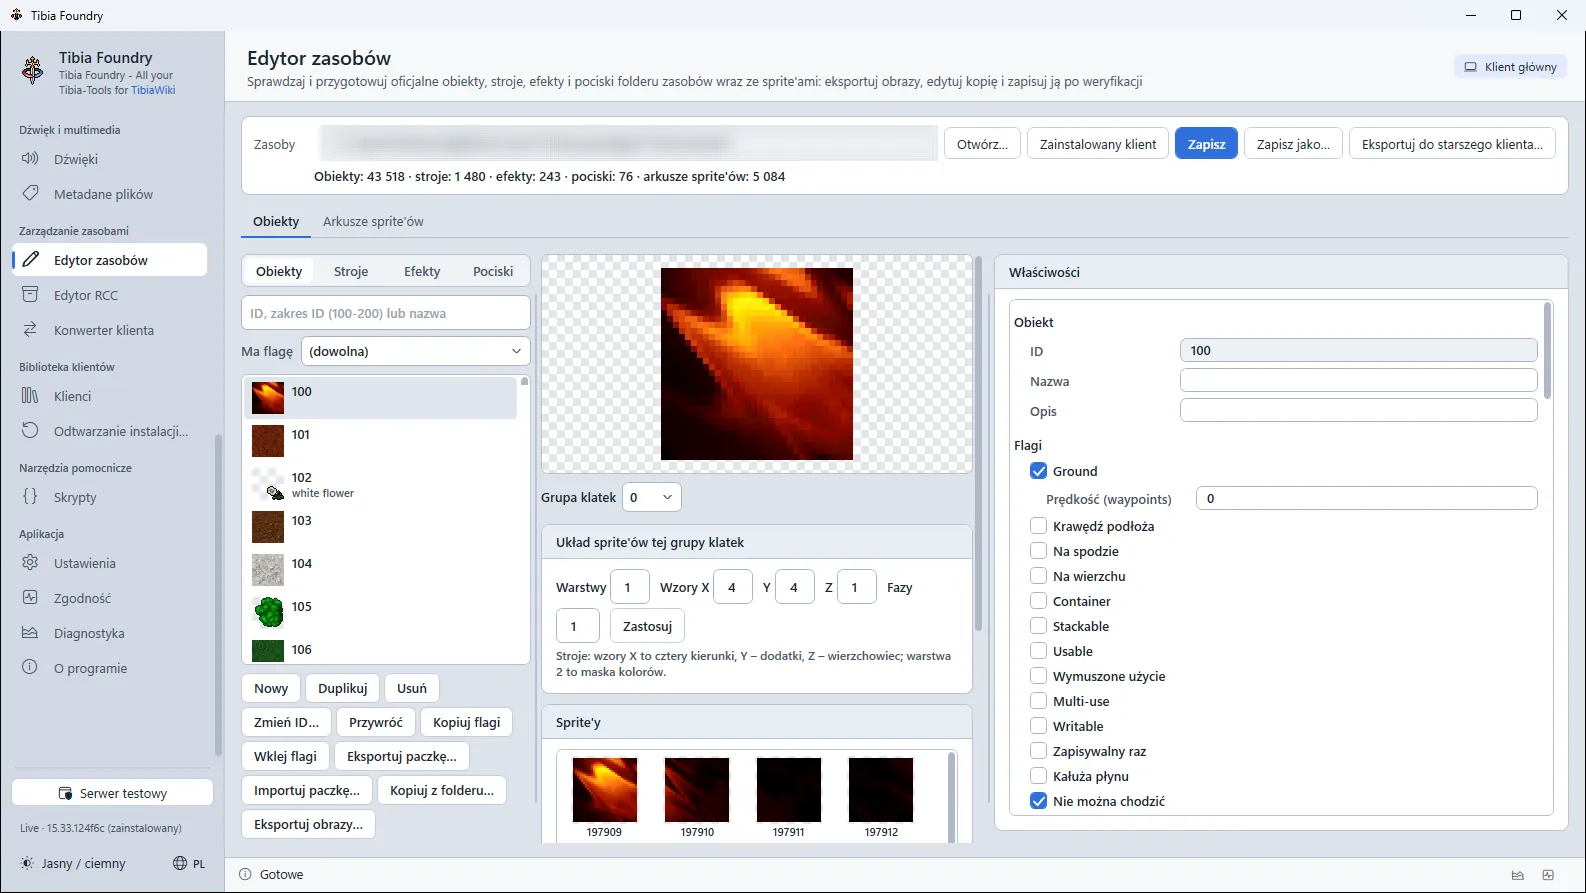 Tibia Foundry
Tibia Foundry
Tibia Foundry - All your
Tibia-Tools for TibiaWiki
Dźwięk i multimedia
Dźwięki
Metadane plików
Zarządzanie zasobami
Edytor zasobów
Edytor RCC
Konwerter klienta
Biblioteka klientów
Klienci
Odtwarzanie instalacji...
Narzędzia pomocnicze
Skrypty
Aplikacja
Ustawienia
Zgodność
Diagnostyka
O programie
Serwer testowy
Live · 15.33.124f6c (zainstalowany)
Jasny / ciemny
PL
Edytor zasobów
Sprawdzaj i przygotowuj oficjalne obiekty, stroje, efekty i pociski folderu zasobów wraz ze sprite'ami: eksportuj obrazy, edytuj kopię i zapisuj ją po weryfikacji
Klient główny
Zasoby
Otwórz...
Zainstalowany klient
Zapisz
Zapisz jako...
Eksportuj do starszego klienta...
Obiekty: 43 518 · stroje: 1 480 · efekty: 243 · pociski: 76 · arkusze sprite'ów: 5 084
Obiekty
Arkusze sprite'ów
Obiekty
Stroje
Efekty
Pociski
ID, zakres ID (100-200) lub nazwa
Ma flagę
(dowolna)
100
101
102
white flower
103
104
105
106
Nowy
Duplikuj
Usuń
Zmień ID...
Przywróć
Kopiuj flagi
Wklej flagi
Eksportuj paczkę...
Importuj paczkę...
Kopiuj z folderu...
Eksportuj obrazy...
Grupa klatek
0
Układ sprite'ów tej grupy klatek
Warstwy 1 Wzory X 4 Y 4 Z 1 Fazy
1 Zastosuj
Stroje: wzory X to cztery kierunki, Y – dodatki, Z – wierzchowiec; warstwa
2 to maska kolorów.
Sprite'y
197909
197910
197911
197912
Właściwości
Obiekt
ID
100
Nazwa
Opis
Flagi
Ground
Prędkość (waypoints)
0
Krawędź podłoża
Na spodzie
Na wierzchu
Container
Stackable
Usable
Wymuszone użycie
Multi-use
Writable
Zapisywalny raz
Kałuża płynu
Nie można chodzić
Gotowe